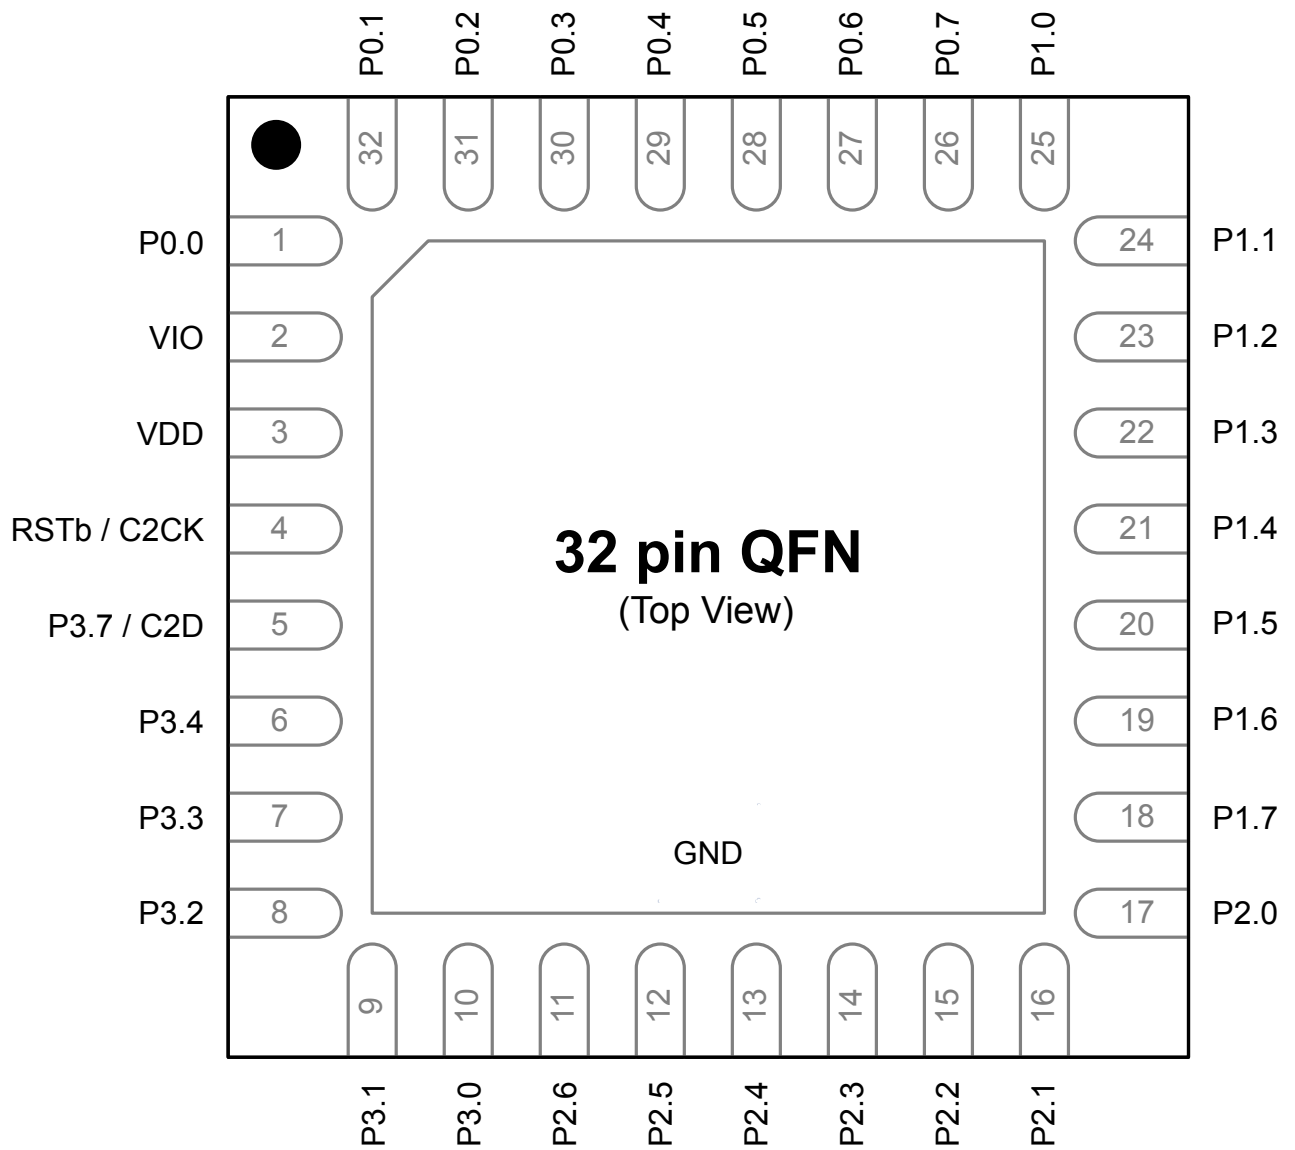 P0.1 P0.2 P0.3 P0.4 P0.5 P0.6 P0.7 P1.0
32 31 30 29 28 27 26 25
P0.0 1 24 P1.1
VIO 2 23 P1.2
VDD 3 22 P1.3
RSTb / C2CK 4 21 P1.4
32 pin QFN
(Top View)
P3.7 / C2D 5 20 P1.5
P3.4 6 19 P1.6
P3.3 7 18 P1.7
GND
P3.2 8 17 P2.0
9 10 11 12 13 14 15 16
P3.1 P3.0 P2.6 P2.5 P2.4 P2.3 P2.2 P2.1